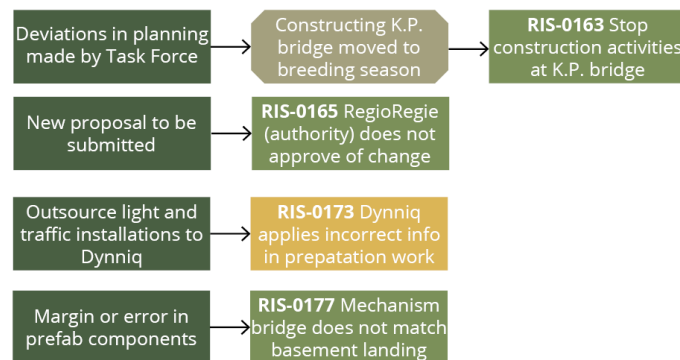 Deviations in planning
made by Task Force
Constructing K.P.
bridge moved to
breeding season
RIS-0163 Stop
construction activities
at K.P. bridge
New proposal to be
submitted
RIS-0165 RegioRegie
(authority) does not
approve of change
Outsource light and
traffic installations to
Dynniq
RIS-0173 Dynniq
applies incorrect info
in prepatation work
Margin or error in
prefab components
RIS-0177 Mechanism
bridge does not match
basement landing